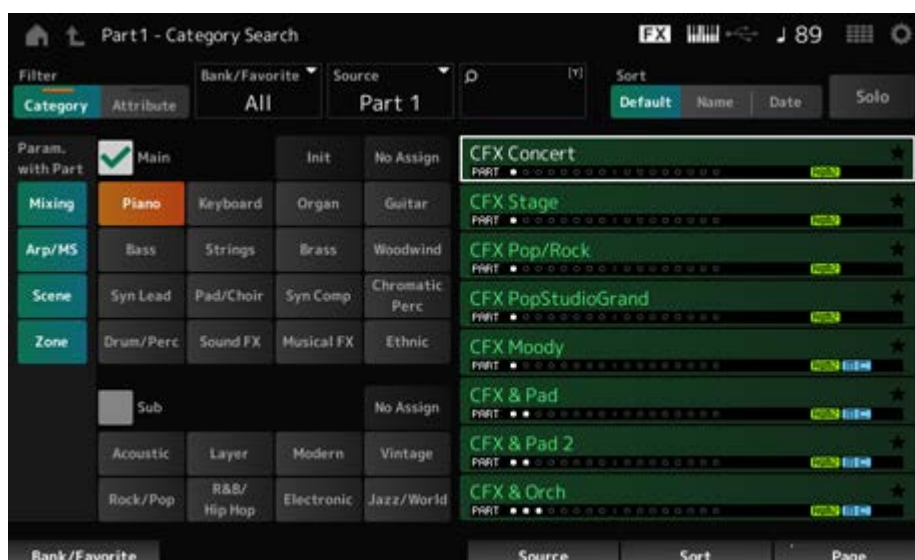 Part1 - Category Search
FX
89
Filter
Category
Attribute
Bank/Favorite
All
Source
Part 1
[Y]
Sort
Default
Name
Date
Solo
Param.
with Part
Mixing
Arp/MS
Scene
Zone
Main
Init
No Assign
Piano
Keyboard
Organ
Guitar
Bass
Strings
Brass
Woodwind
Syn Lead
Pad/Choir
Syn Comp
Chromatic
Perc
Drum/Perc
Sound FX
Musical FX
Ethnic
Sub
No Assign
Acoustic
Layer
Modern
Vintage
Rock/Pop
R&B/
Hip Hop
Electronic
Jazz/World
CFX Concert
PART
CFX Stage
PART
CFX Pop/Rock
PART
CFX PopStudioGrand
PART
CFX Moody
PART
CFX & Pad
PART
CFX & Pad 2
PART
CFX & Orch
PART
Bank/Favorite
Source
Sort
Page